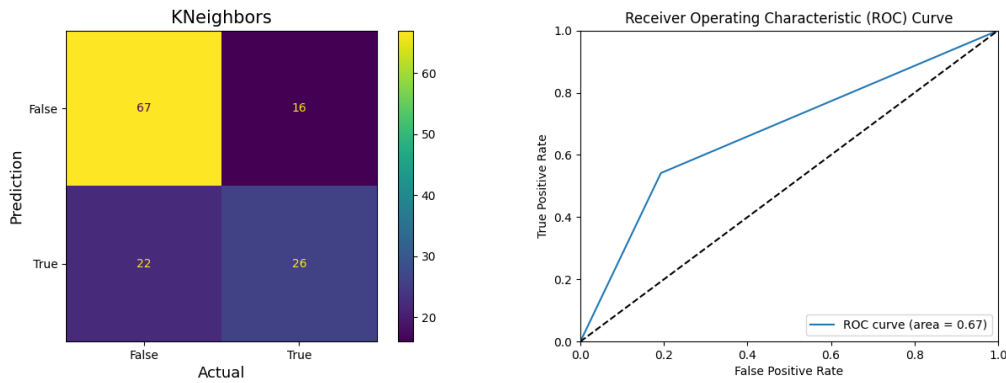 KNeighbors
False
67
16
True
22
26
False
True
Actual
Prediction
60
50
40
30
20
Receiver Operating Characteristic (ROC) Curve
1.0
0.8
0.6
0.4
0.2
0.0
True Positive Rate
0.0
0.2
0.4
0.6
0.8
1.0
False Positive Rate
ROC curve (area = 0.67)